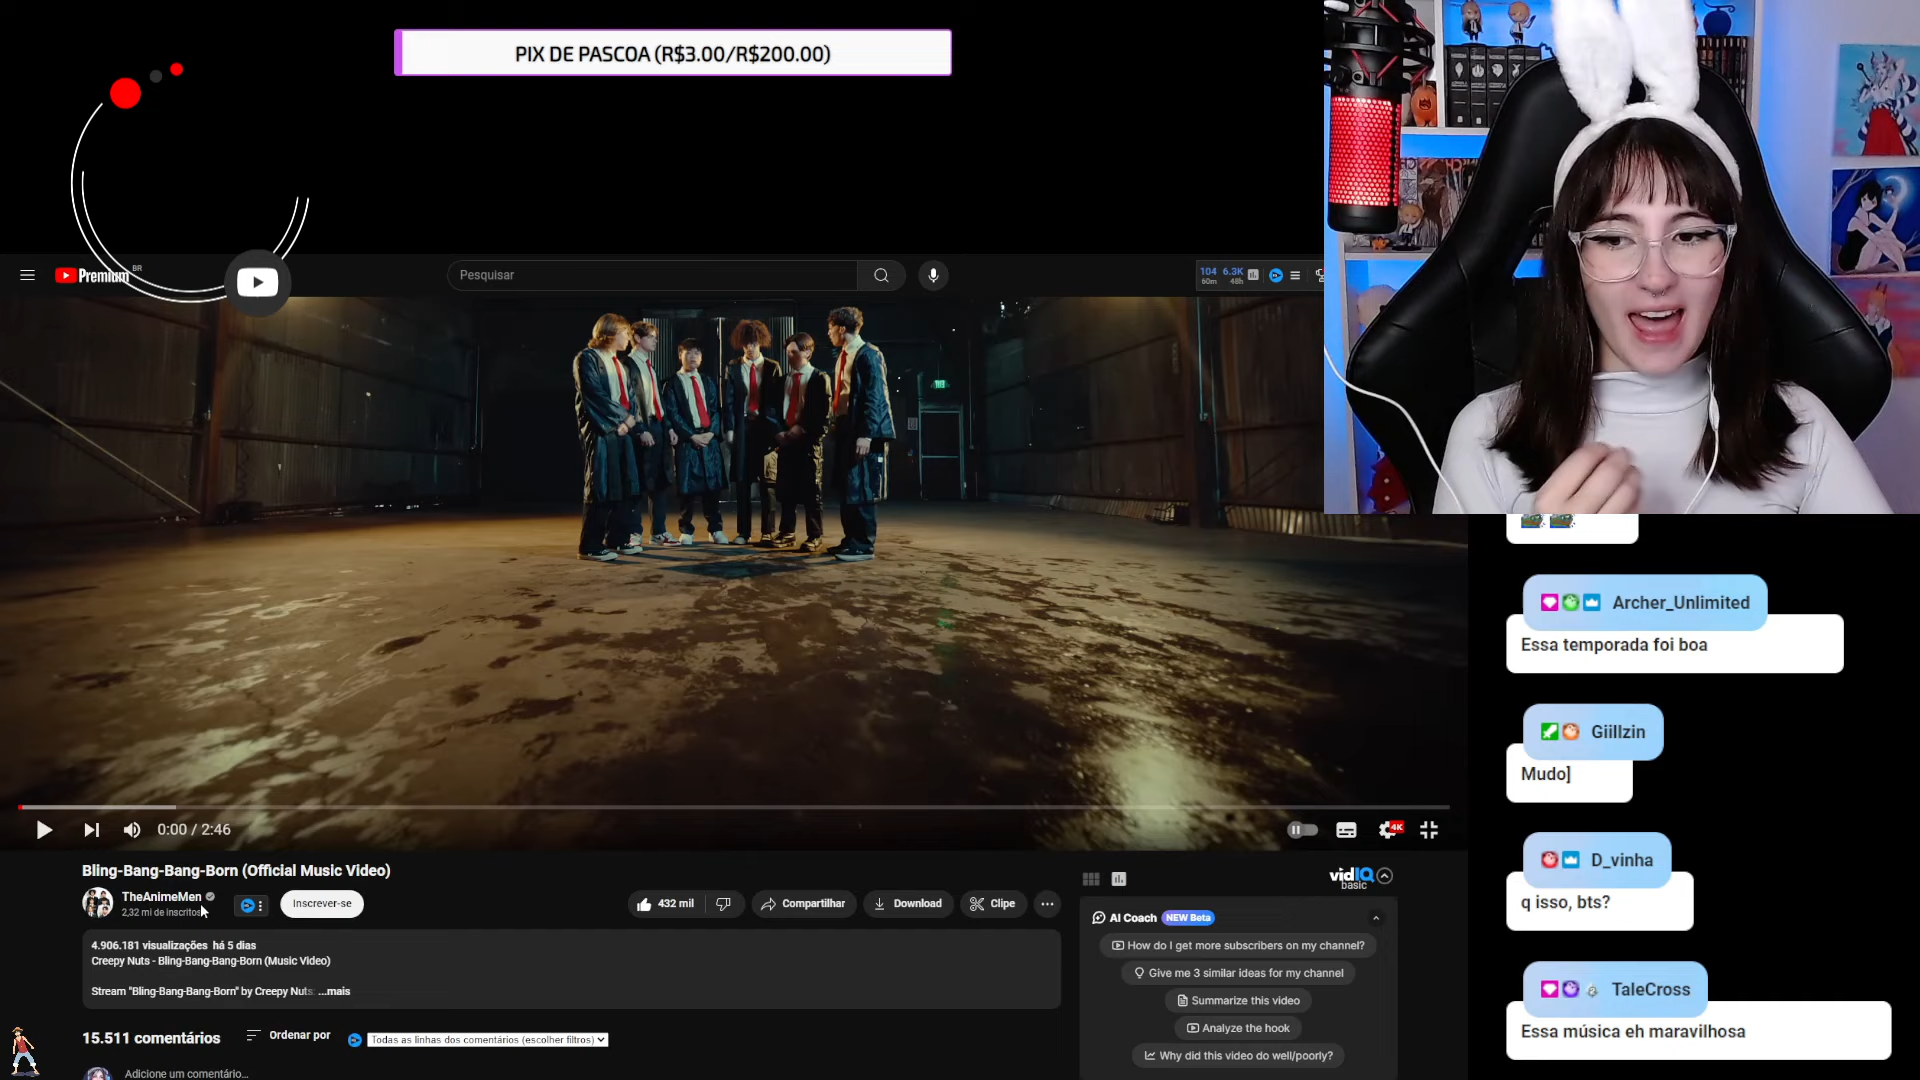 PIX DE PASCOA (R$3.00/R$200.00)
Premium BR
Pesquisar
104 6.3K
60m 48h
0:00 / 2:46
4K
Bling-Bang-Bang-Born (Official Music Video)
TheAnimeMen
2,32 mi de inscritos
Inscrever-se
432 mil
Compartilhar
Download
Clipe
4.906.181 visualizações há 5 dias
Creepy Nuts - Bling-Bang-Bang-Born (Music Video)
Stream "Bling-Bang-Bang-Born" by Creepy Nuts: ...mais
15.511 comentários
Ordenar por
Todas as linhas dos comentários (escolher filtros)
Adicione um comentário...
vidIQ
basic
AI Coach NEW Beta
How do I get more subscribers on my channel?
Give me 3 similar ideas for my channel
Summarize this video
Analyze the hook
Why did this video do well/poorly?
Archer_Unlimited
Essa temporada foi boa
Giillzin
Mudo]
D_vinha
q isso, bts?
TaleCross
Essa música eh maravilhosa